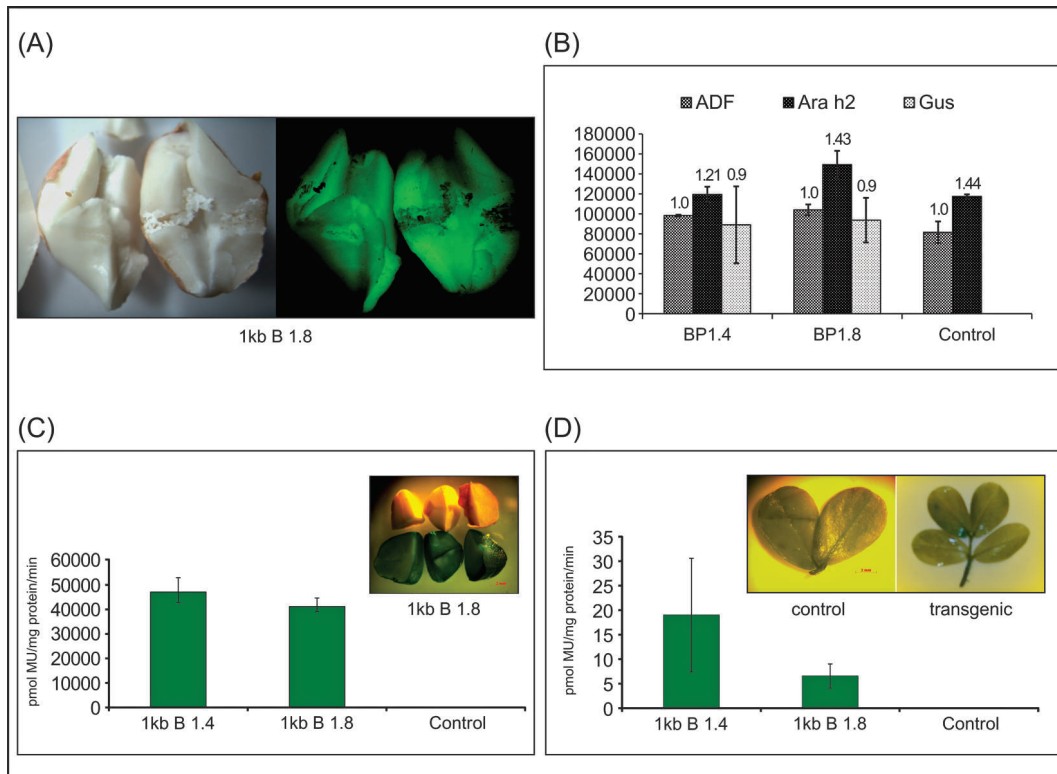 (A)
1kb B 1.8
(B)
ADF Ara h2 Gus
180000
160000
140000
120000
100000
80000
60000
40000
20000
0
1.0 1.21 0.9 1.0 1.43 0.9 1.0 1.44
BP1.4 BP1.8 Control
(C)
pmol MU/mg protein/min
60000
50000
40000
30000
20000
10000
0
1kb B 1.8
1kb B 1.4 1kb B 1.8 Control
(D)
pmol MU/mg protein/min
35
30
25
20
15
10
5
0
control transgenic
1kb B 1.4 1kb B 1.8 Control